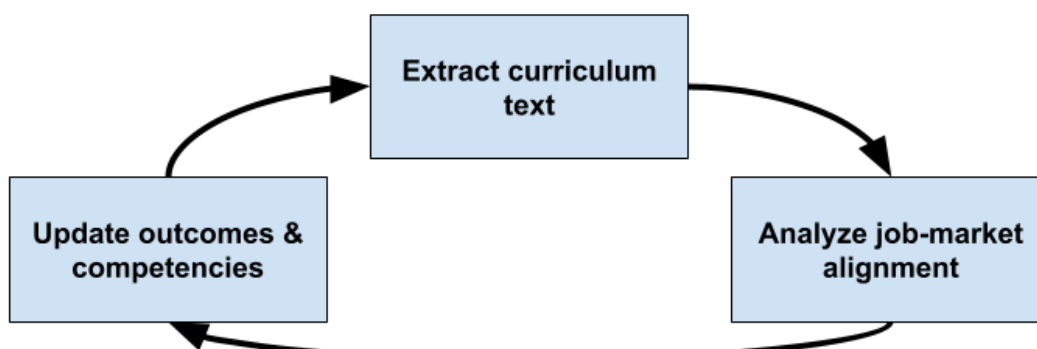 Extract curriculum
text
Update outcomes &
competencies
Analyze job-market
alignment